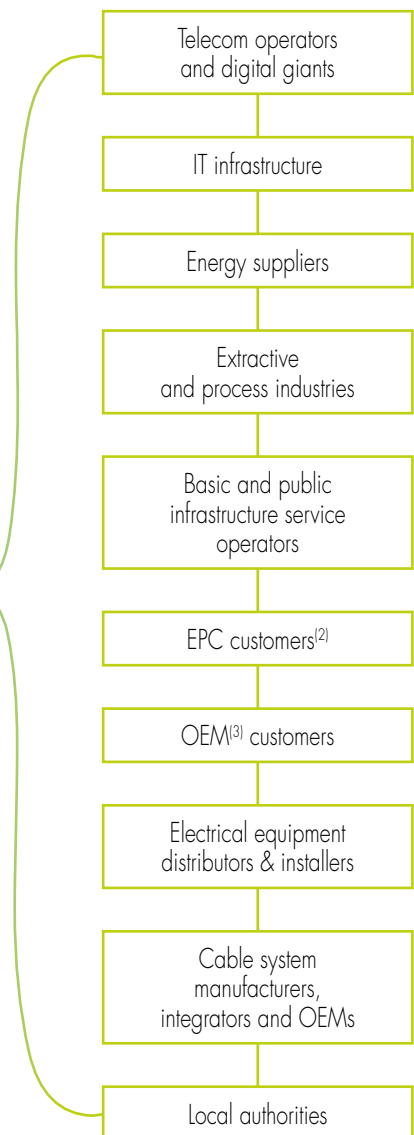 Telecom operators
and digital giants
IT infrastructure
Energy suppliers
Extractive
and process industries
Basic and public
infrastructure service
operators
EPC customers(2)
OEM(3) customers
Electrical equipment
distributors & installers
Cable system
manufacturers,
integrators and OEMs
Local authorities